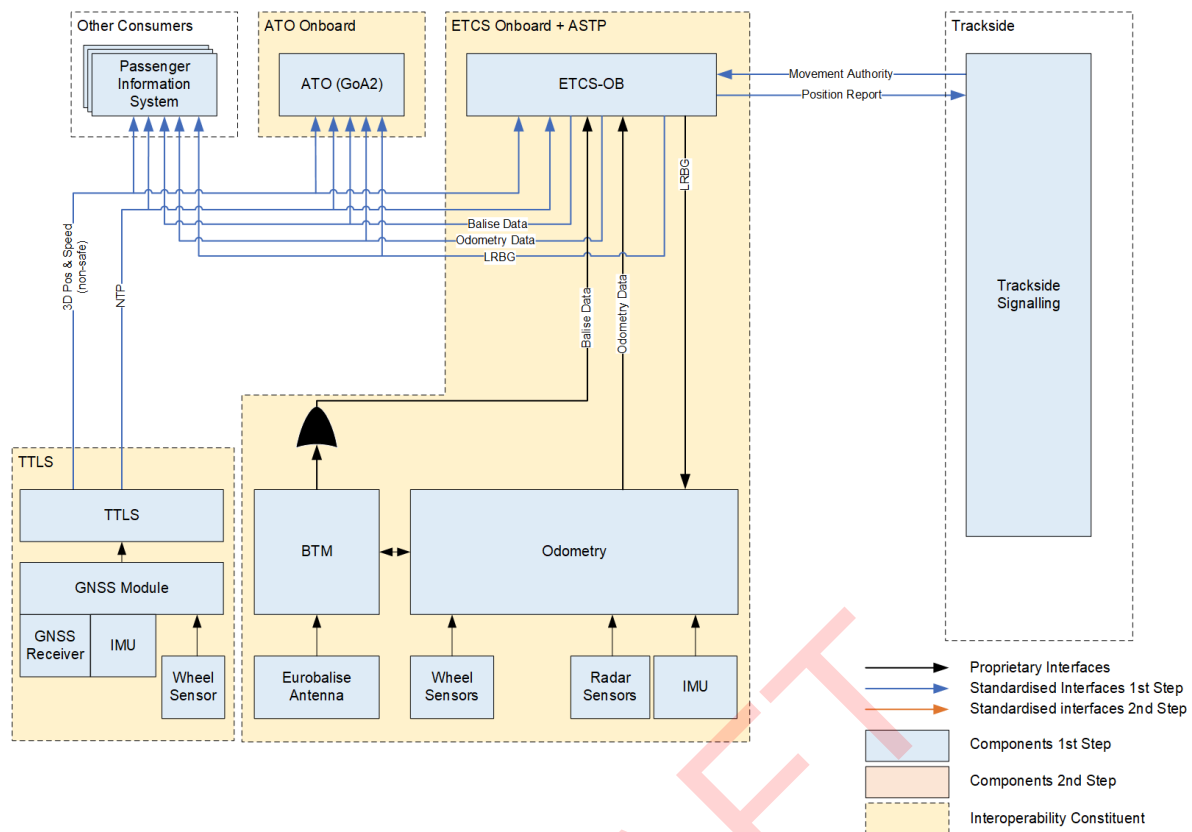 Other Consumers
Passenger
Information
System
ATO Onboard
ATO (GoA2)
ETCS Onboard + ASTP
ETCS-OB
Trackside
Movement Authority
Position Report
LRBG
Balise Data
Odometry Data
LRBG
3D Pos & Speed
(non-safe)
NTP
Balise Data
Odometry Data
Trackside
Signalling
TTLS
TTLS
GNSS Module
GNSS
Receiver
IMU
Wheel
Sensor
BTM
Odometry
Eurobalise
Antenna
Wheel
Sensors
Radar
Sensors
IMU
Proprietary Interfaces
Standardised Interfaces 1st Step
Standardised interfaces 2nd Step
Components 1st Step
Components 2nd Step
Interoperability Constituent